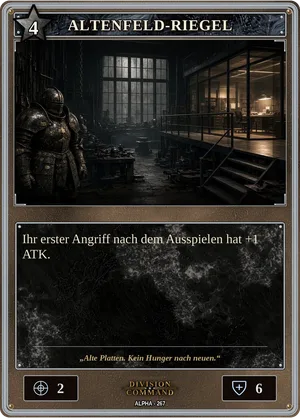 4
ALTENFELD-RIEGEL
Ihr erster Angriff nach dem Ausspielen hat +1
ATK.
„Alte Platten. Kein Hunger nach neuen.“
2
DIVISION
COMMAND
ALPHA · 267
6